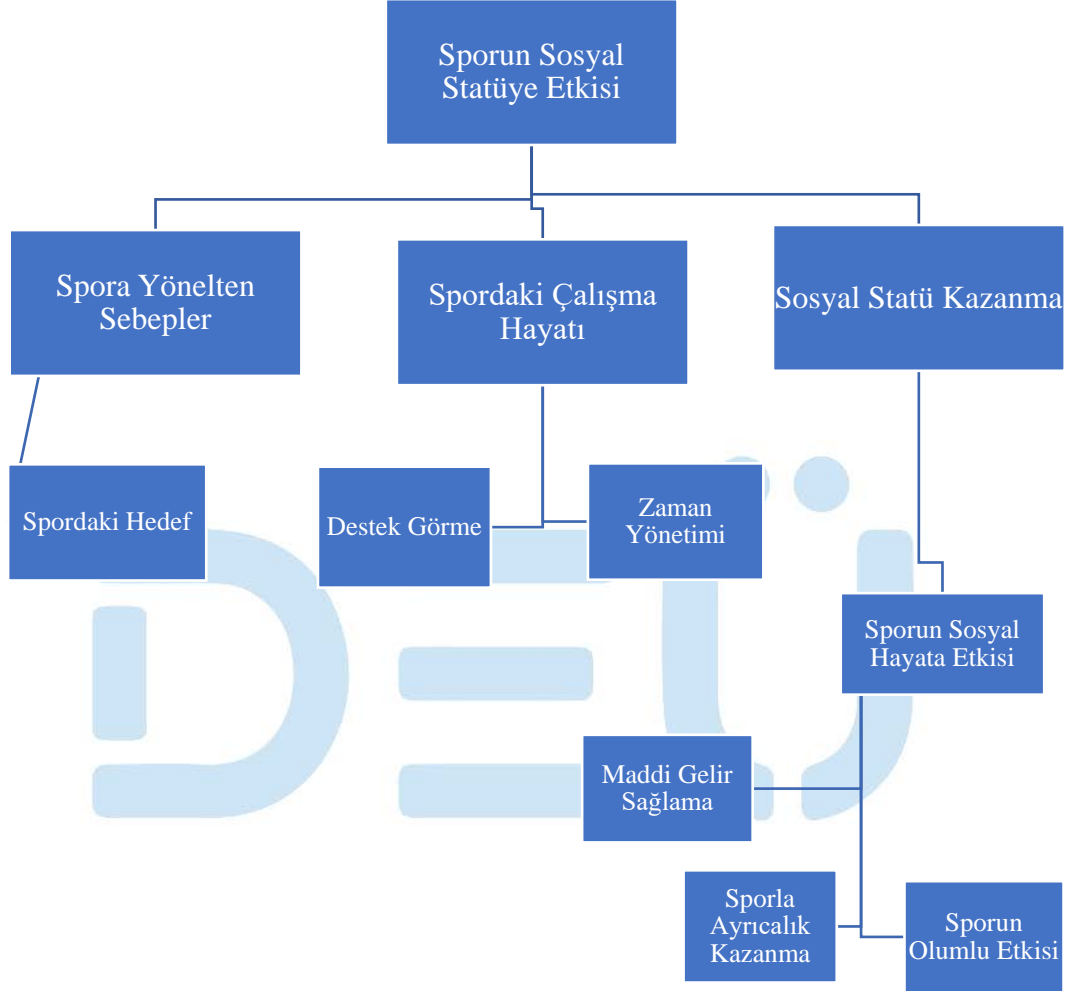 Sporun Sosyal
Statüye Etkisi
Spora Yönelten
Sebepler
Spordaki Çalışma
Hayatı
Sosyal Statü Kazanma
Spordaki Hedef
Destek Görme
Zaman
Yönetimi
Sporun Sosyal
Hayata Etkisi
Maddi Gelir
Sağlama
Sporla
Ayrıcalık
Kazanma
Sporun
Olumlu Etkisi
DEÜ